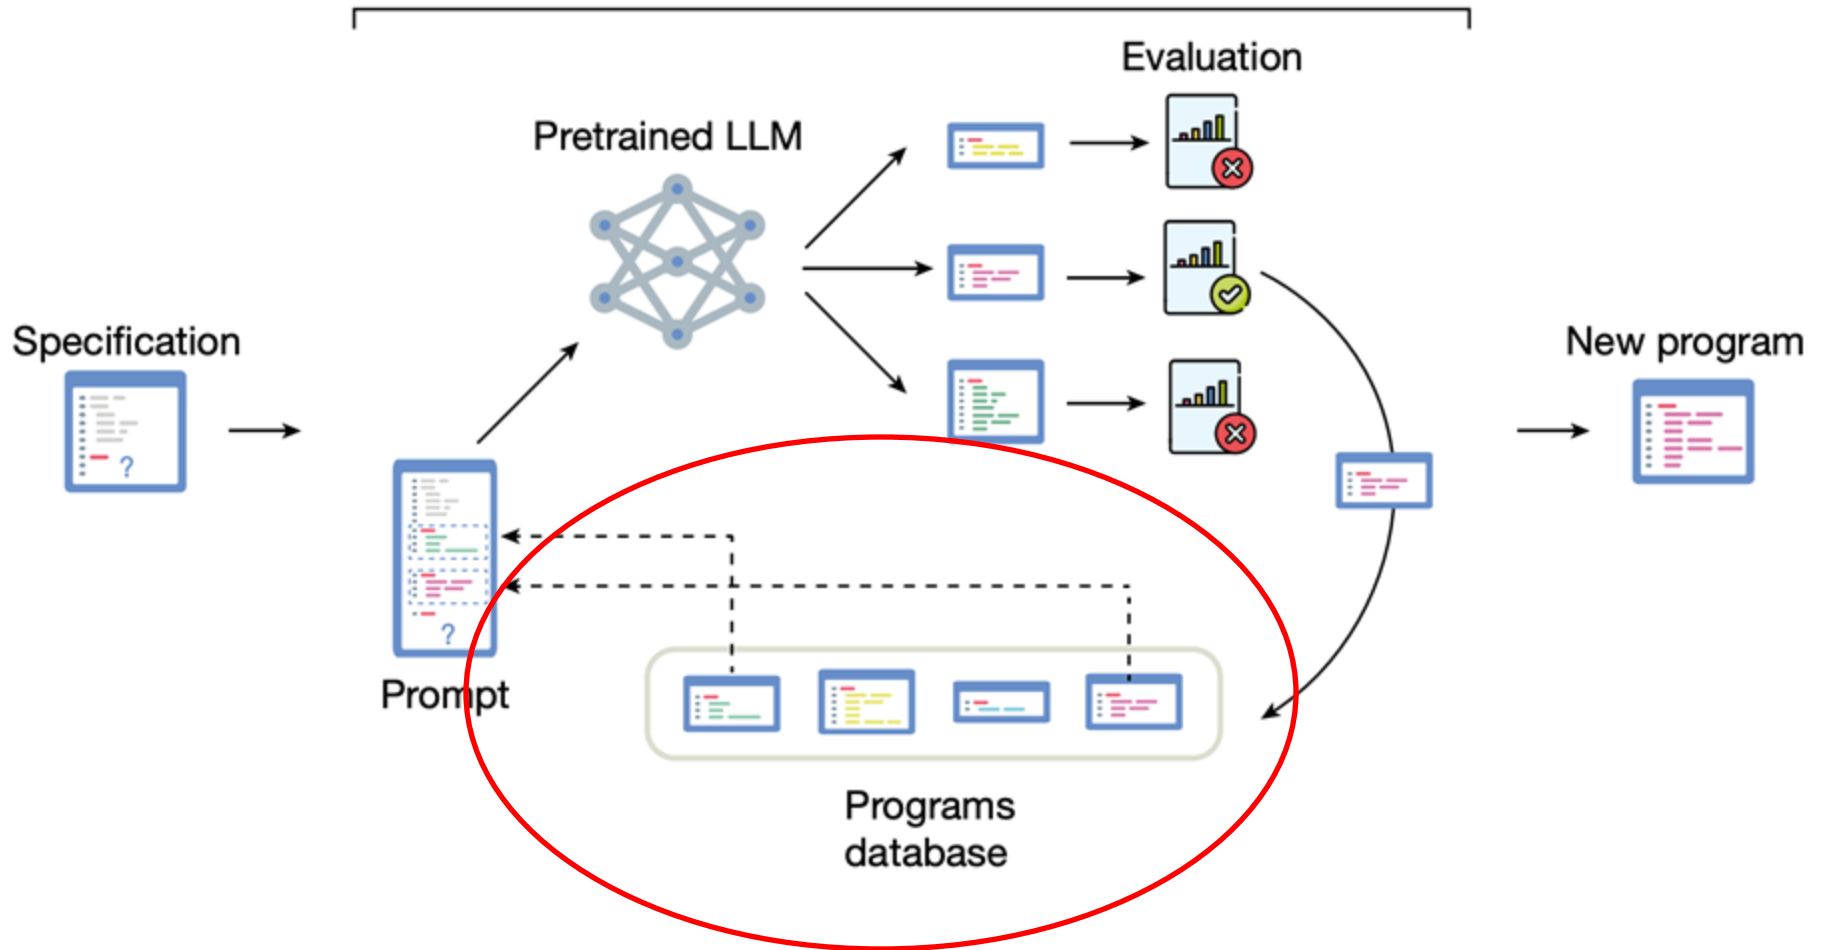 Evaluation
Pretrained LLM
Specification
?
New program
?
Prompt
Programs
database